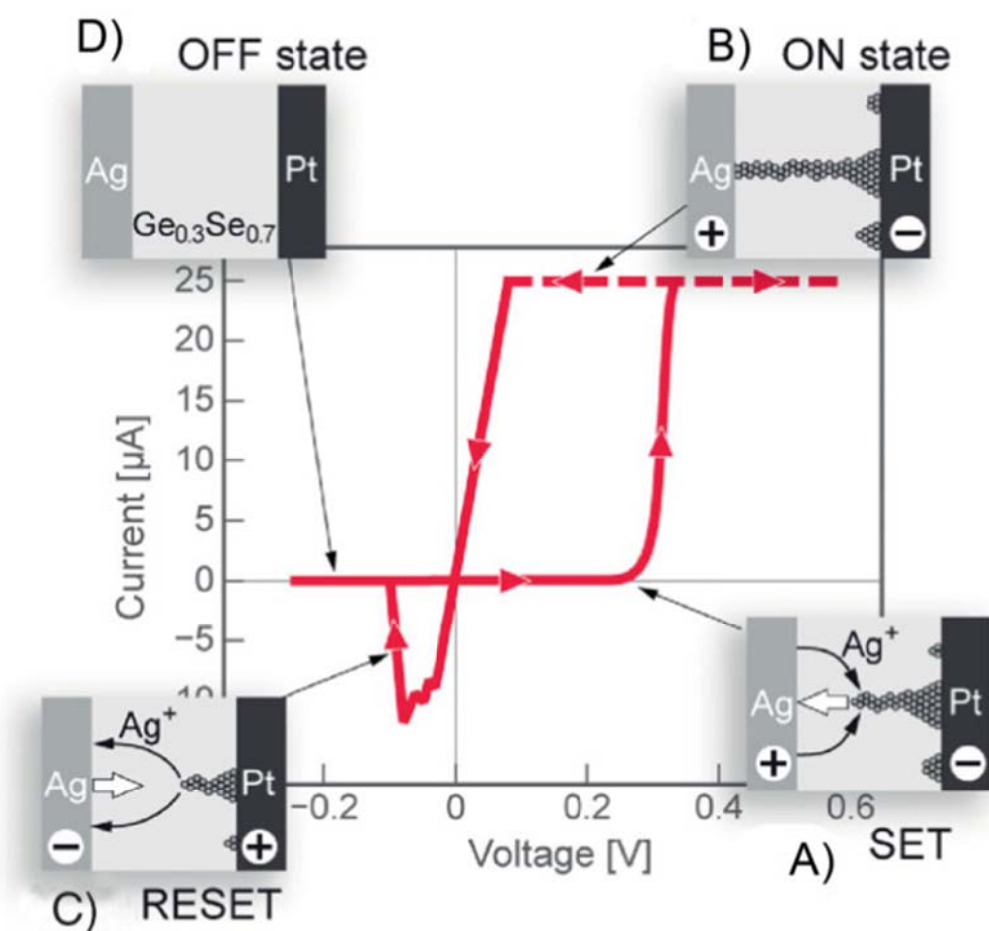 D)
OFF state
Ag
Pt
Ge₀.₃Se₀.₇
B)
ON state
Ag
Pt
+
−
25
20
15
10
5
0
−5
Current [µA]
Ag⁺
Ag
Pt
+
−
A)
SET
Ag⁺
Ag
Pt
−
+
C)
RESET
−0.2
0
0.2
0.4
0.6
Voltage [V]